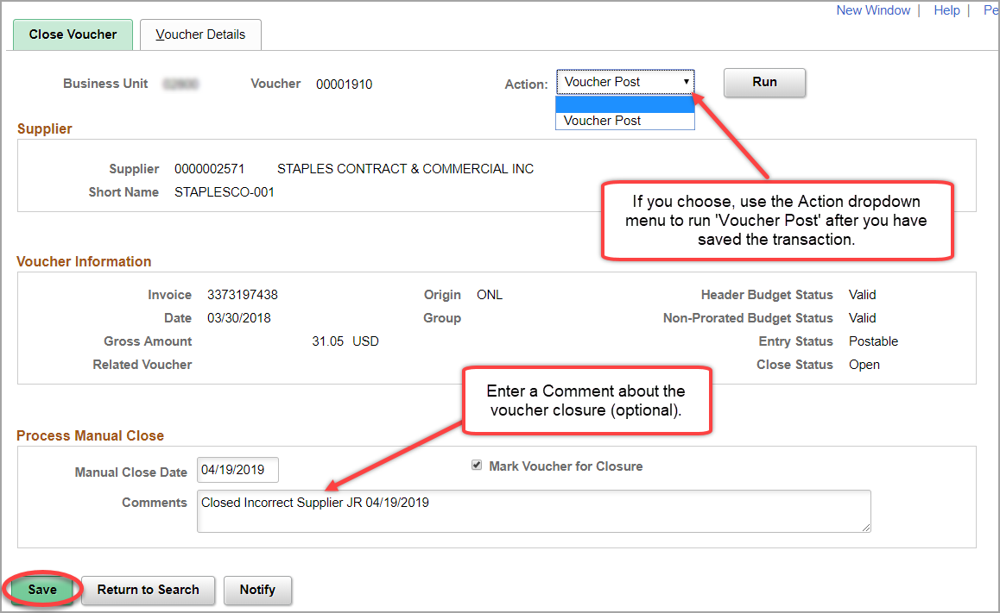 New Window | Help | Pe
Close Voucher Voucher Details
Business Unit Voucher 00001910 Action: Voucher Post Run
Voucher Post
Supplier
Supplier 0000002571 STAPLES CONTRACT & COMMERCIAL INC
Short Name STAPLESCO-001
If you choose, use the Action dropdown
menu to run 'Voucher Post' after you have
saved the transaction.
Voucher Information
Invoice 3373197438 Origin ONL Header Budget Status Valid
Date 03/30/2018 Group Non-Prorated Budget Status Valid
Gross Amount 31.05 USD Entry Status Postable
Related Voucher Close Status Open
Enter a Comment about the
voucher closure (optional).
Process Manual Close
Manual Close Date 04/19/2019 Mark Voucher for Closure
Comments Closed Incorrect Supplier JR 04/19/2019
Save Return to Search Notify